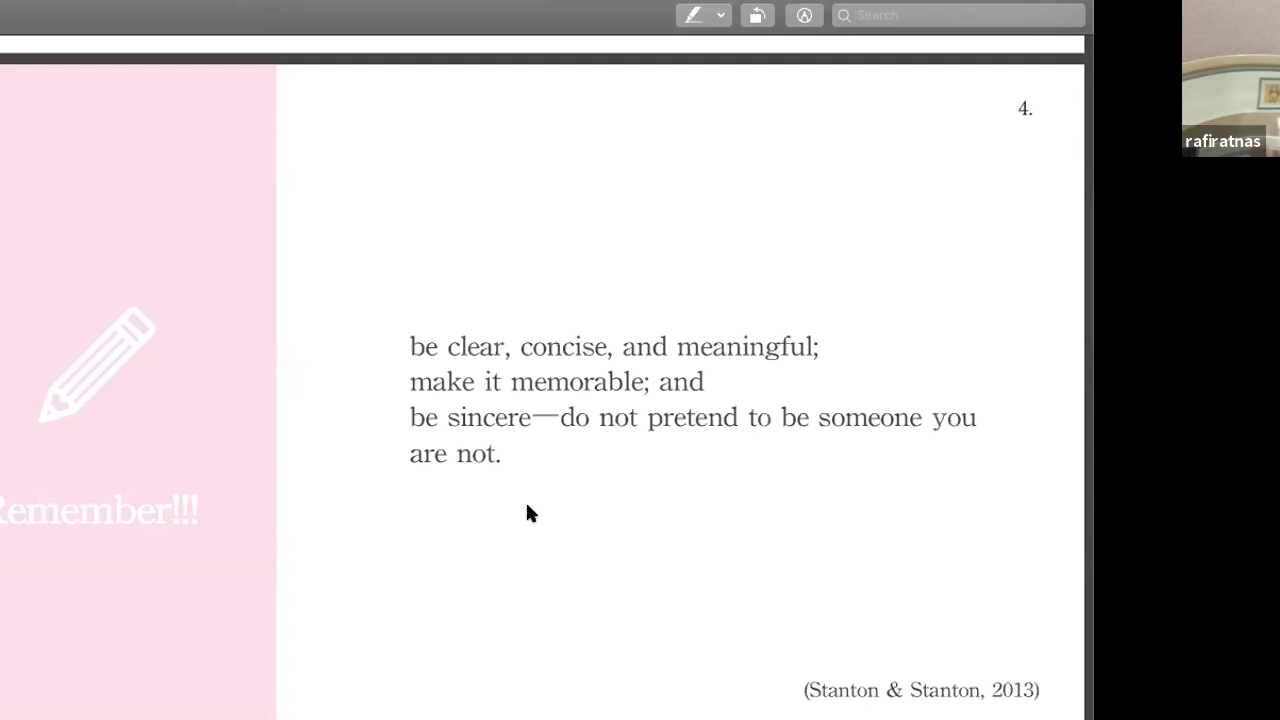 Search
4.
be clear, concise, and meaningful;
make it memorable; and
be sincere—do not pretend to be someone you
are not.
Remember!!!
(Stanton & Stanton, 2013)
rafiratnas